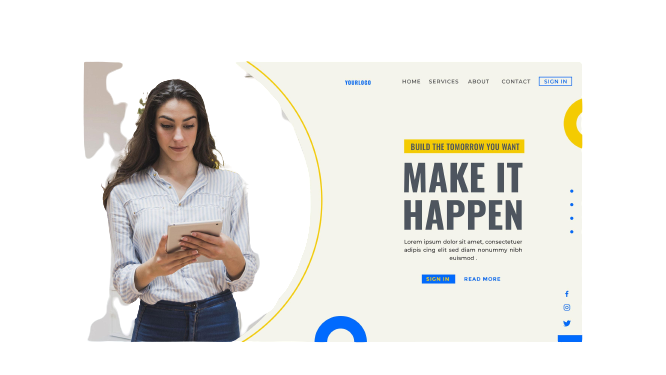 YOURLOGO
HOME SERVICES ABOUT CONTACT SIGN IN
BUILD THE TOMORROW YOU WANT
MAKE IT
HAPPEN
Lorem ipsum dolor sit amet, consectetuer
adipis cing elit sed diam nonummy nibh
euismod .
SIGN IN READ MORE